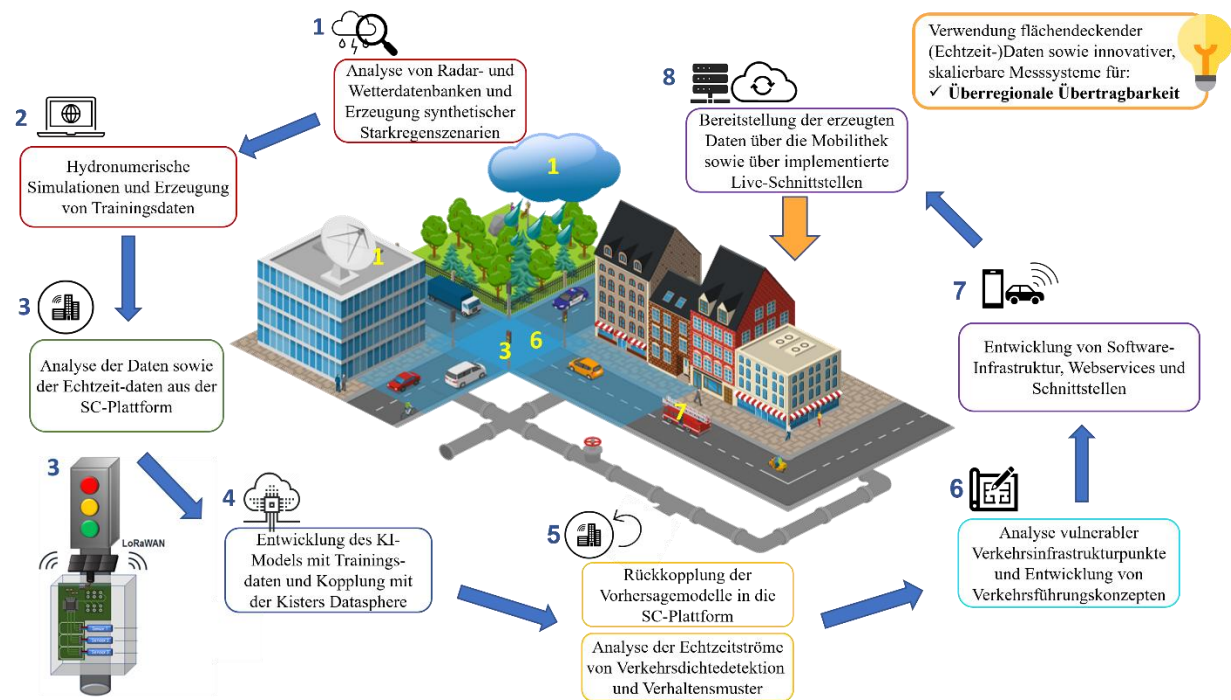 1
Analyse von Radar- und
Wetterdatenbanken und
Erzeugung synthetischer
Starkregenszenarien
2
Hydronumerische
Simulationen und Erzeugung
von Trainingsdaten
3
Analyse der Daten sowie
der Echtzeit-daten aus der
SC-Plattform
3
LoRaWAN
4
Entwicklung des KI-
Models mit Trainings-
daten und Kopplung mit
der Kisters Datasphere
5
Rückkopplung der
Vorhersagemodelle in die
SC-Plattform
Analyse der Echtzeitströme
von Verkehrsdichtedetektion
und Verhaltensmuster
6
Analyse vulnerabler
Verkehrsinfrastrukturpunkte
und Entwicklung von
Verkehrsführungskonzepten
7
Entwicklung von Software-
Infrastruktur, Webservices und
Schnittstellen
8
Bereitstellung der erzeugten
Daten über die Mobilithek
sowie über implementierte
Live-Schnittstellen
Verwendung flächendeckender
(Echtzeit-)Daten sowie innovativer,
skalierbare Messsysteme für:
✓ Überregionale Übertragbarkeit
1
1
3
6
7